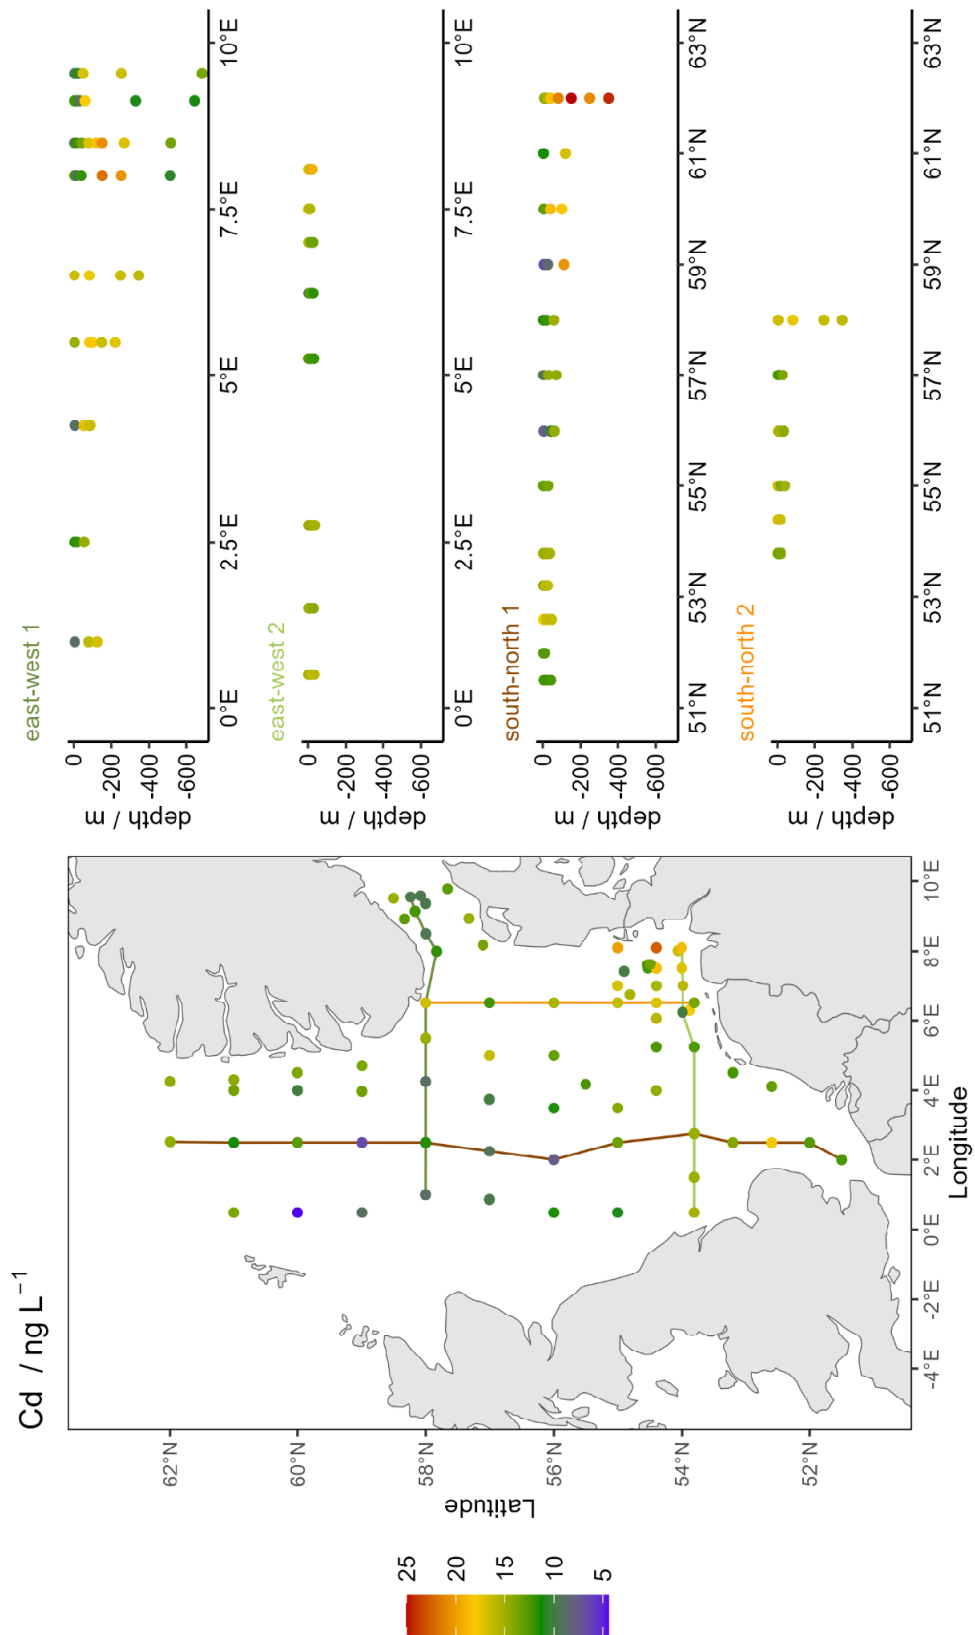 Cd / ng L⁻¹
25
20
15
10
5
62°N
60°N
58°N
56°N
54°N
52°N
Latitude
-4°E
-2°E
0°E
2°E
4°E
6°E
8°E
10°E
Longitude
east-west 1
0
-200
-400
-600
depth / m
0°E
2.5°E
5°E
7.5°E
10°E
east-west 2
0
-200
-400
-600
depth / m
0°E
2.5°E
5°E
7.5°E
10°E
south-north 1
0
-200
-400
-600
depth / m
51°N
53°N
55°N
57°N
59°N
61°N
63°N
south-north 2
0
-200
-400
-600
depth / m
51°N
53°N
55°N
57°N
59°N
61°N
63°N